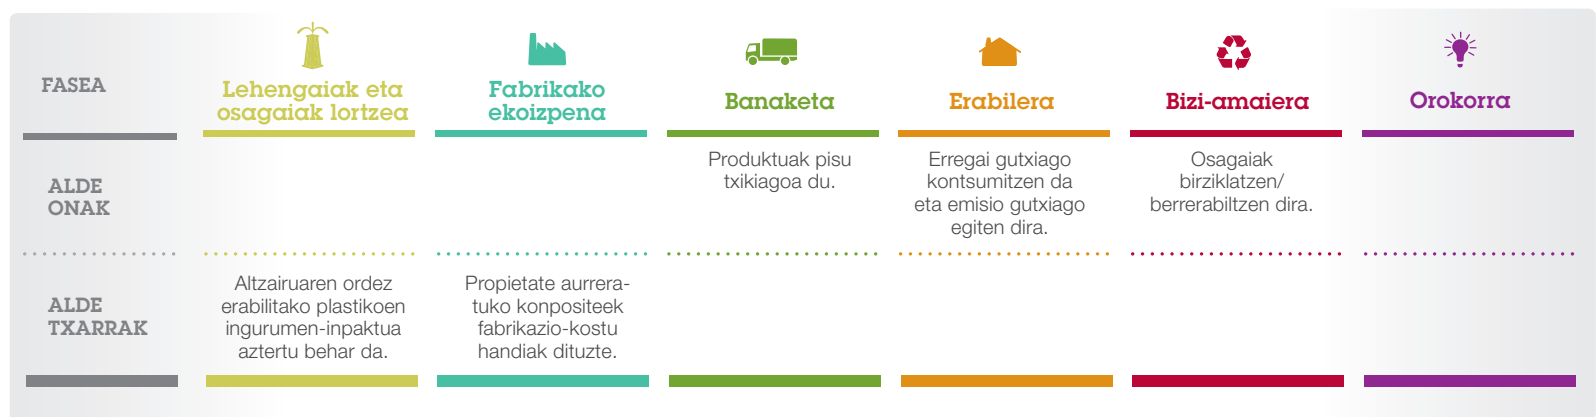 FASEA
Lehengaiak eta
osagaiak lortzea
Fabrikako
ekoizpena
Banaketa
Erabilera
Bizi-amaiera
Orokorra
ALDE
ONAK
Produktuak pisu
txikiagoa du.
Erregai gutxiago
kontsumitzen da
eta emisio gutxiago
egiten dira.
Osagaiak
birziklatzen/
berrerabiltzen dira.
ALDE
TXARRAK
Altzairuaren ordez
erabilitako plastikoen
ingurumen-inpaktua
aztertu behar da.
Propietate aurrera-
tuko konpositeek
fabrikazio-kostu
handiak dituzte.